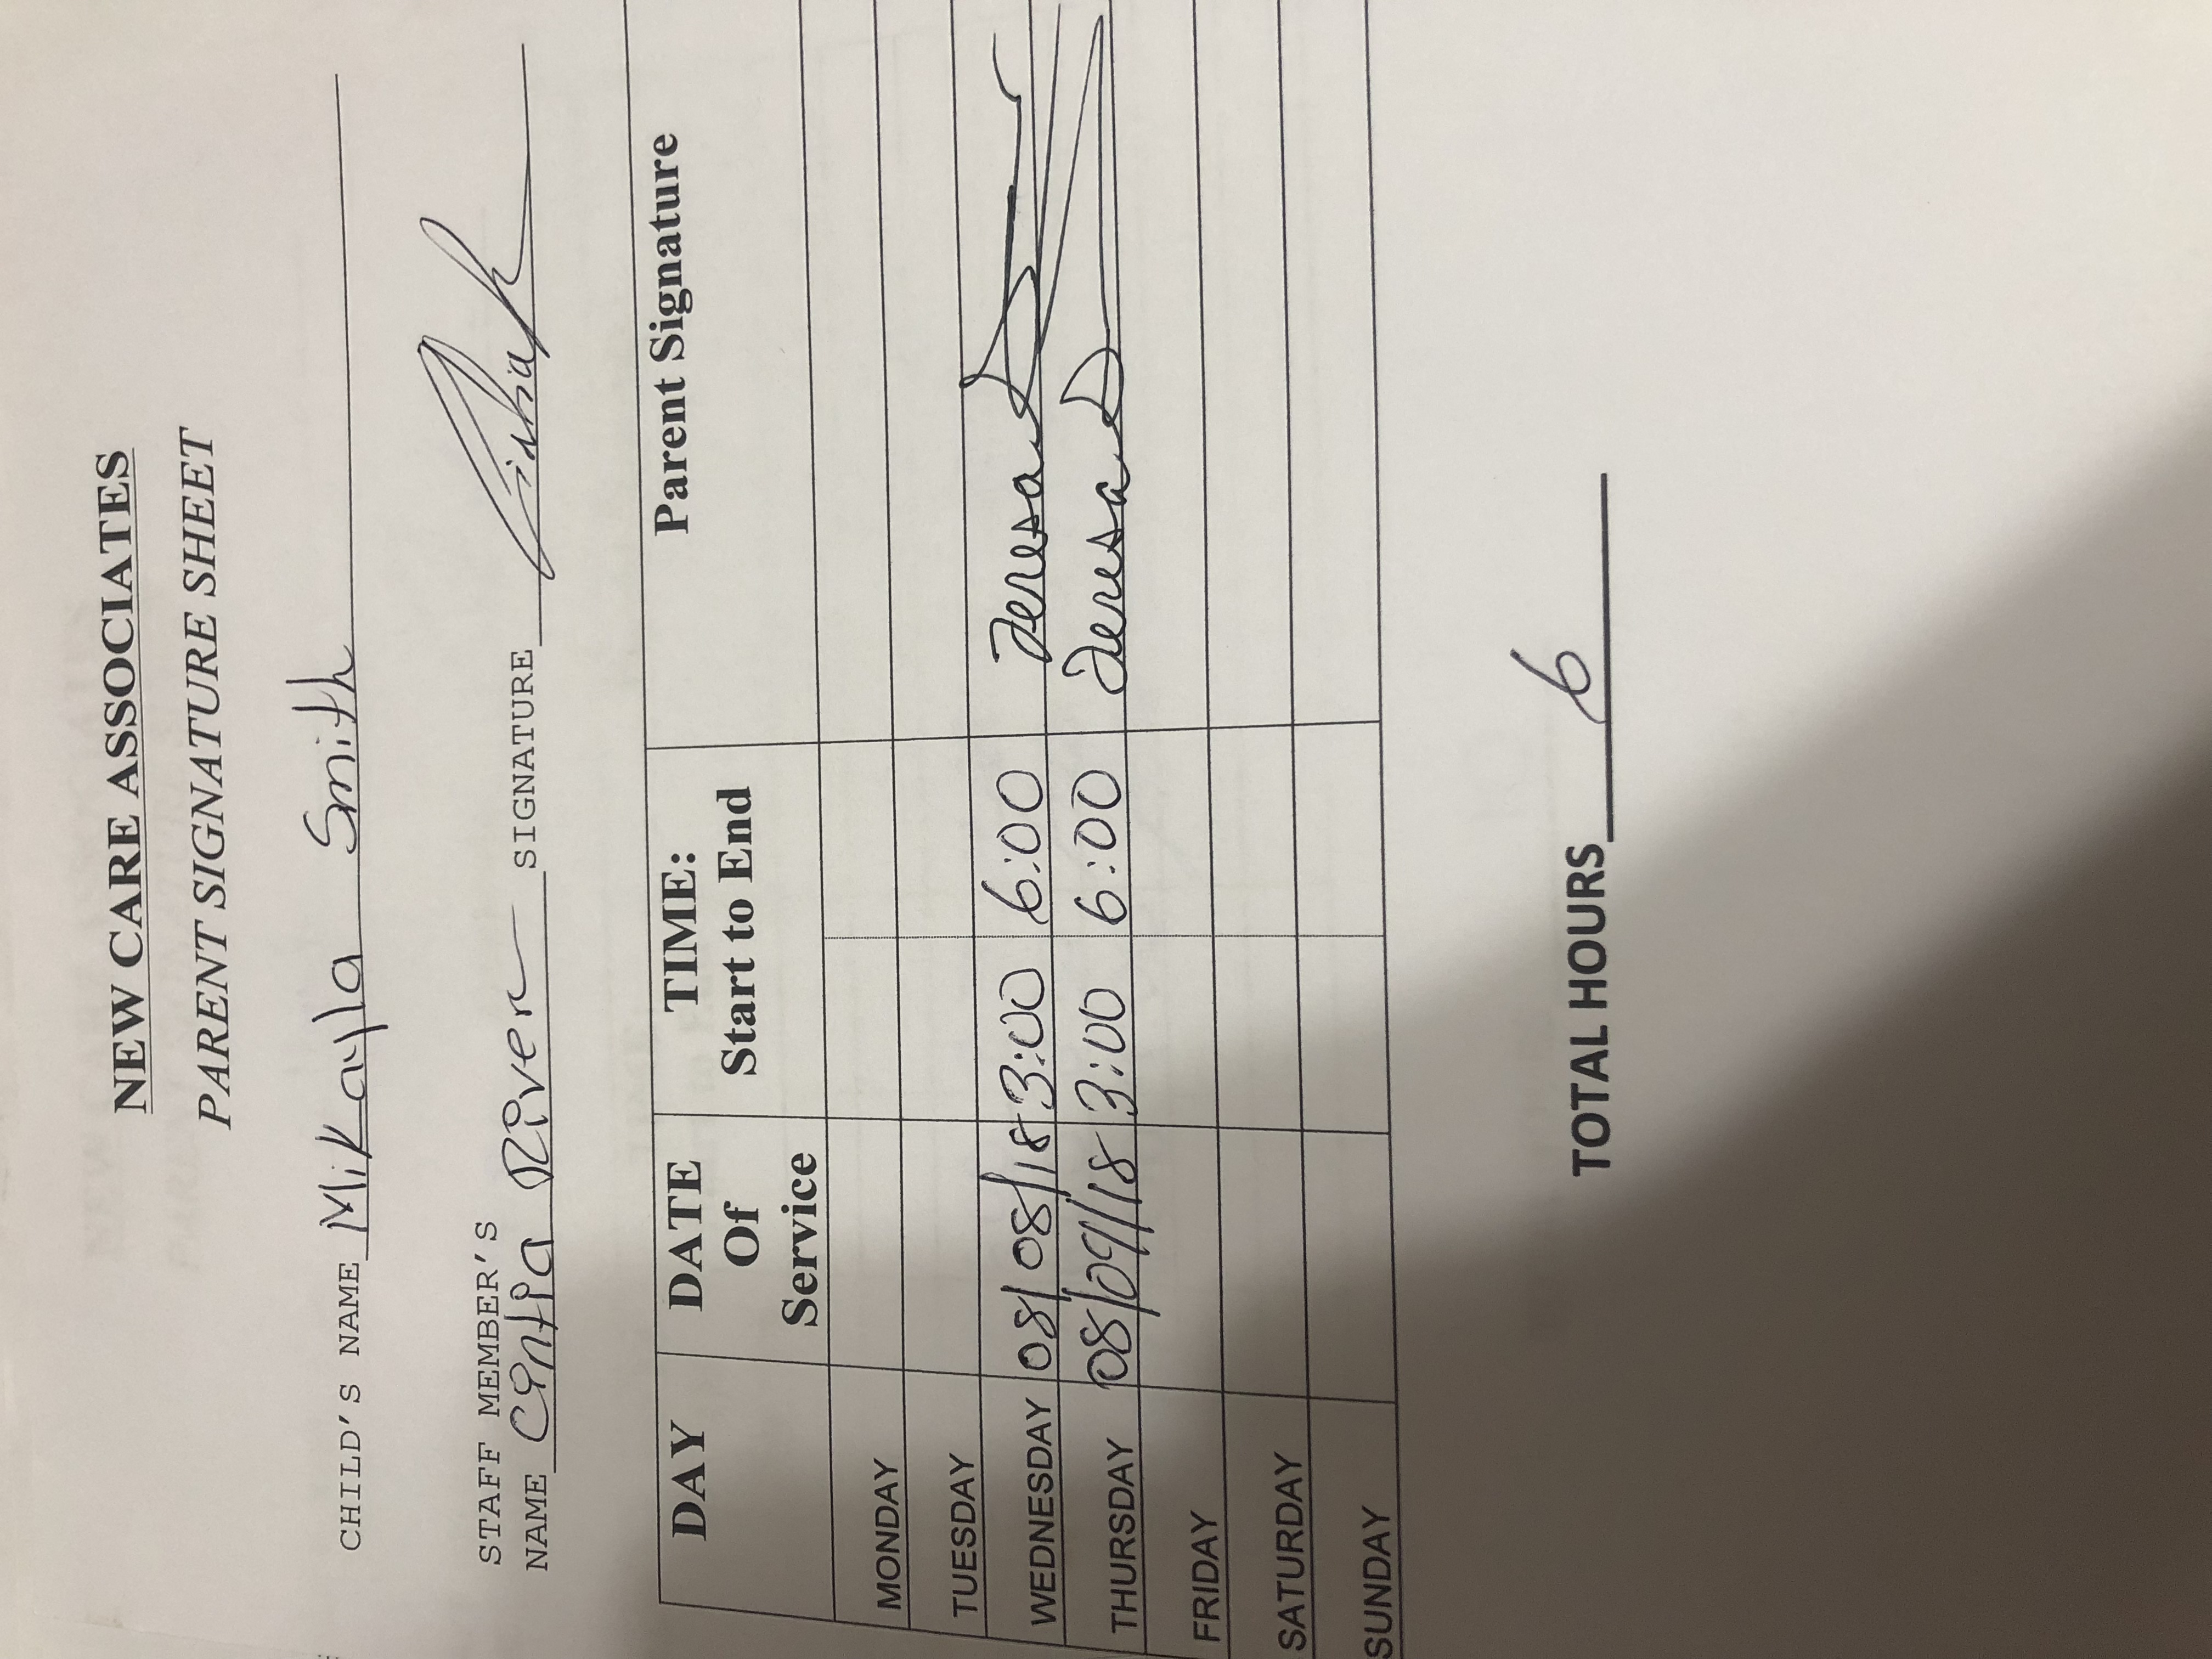 NEW CARE ASSOCIATES
PARENT SIGNATURE SHEET
CHILD'S NAME Mikayla Smith
STAFF MEMBER'S
NAME Cintia River SIGNATURE
DAY DATE Of Service TIME: Start to End Parent Signature
MONDAY
TUESDAY
WEDNESDAY 08/08/18 3:00 6:00 Teresa
THURSDAY 08/09/18 3:00 6:00 Teresa
FRIDAY
SATURDAY
SUNDAY
TOTAL HOURS 6